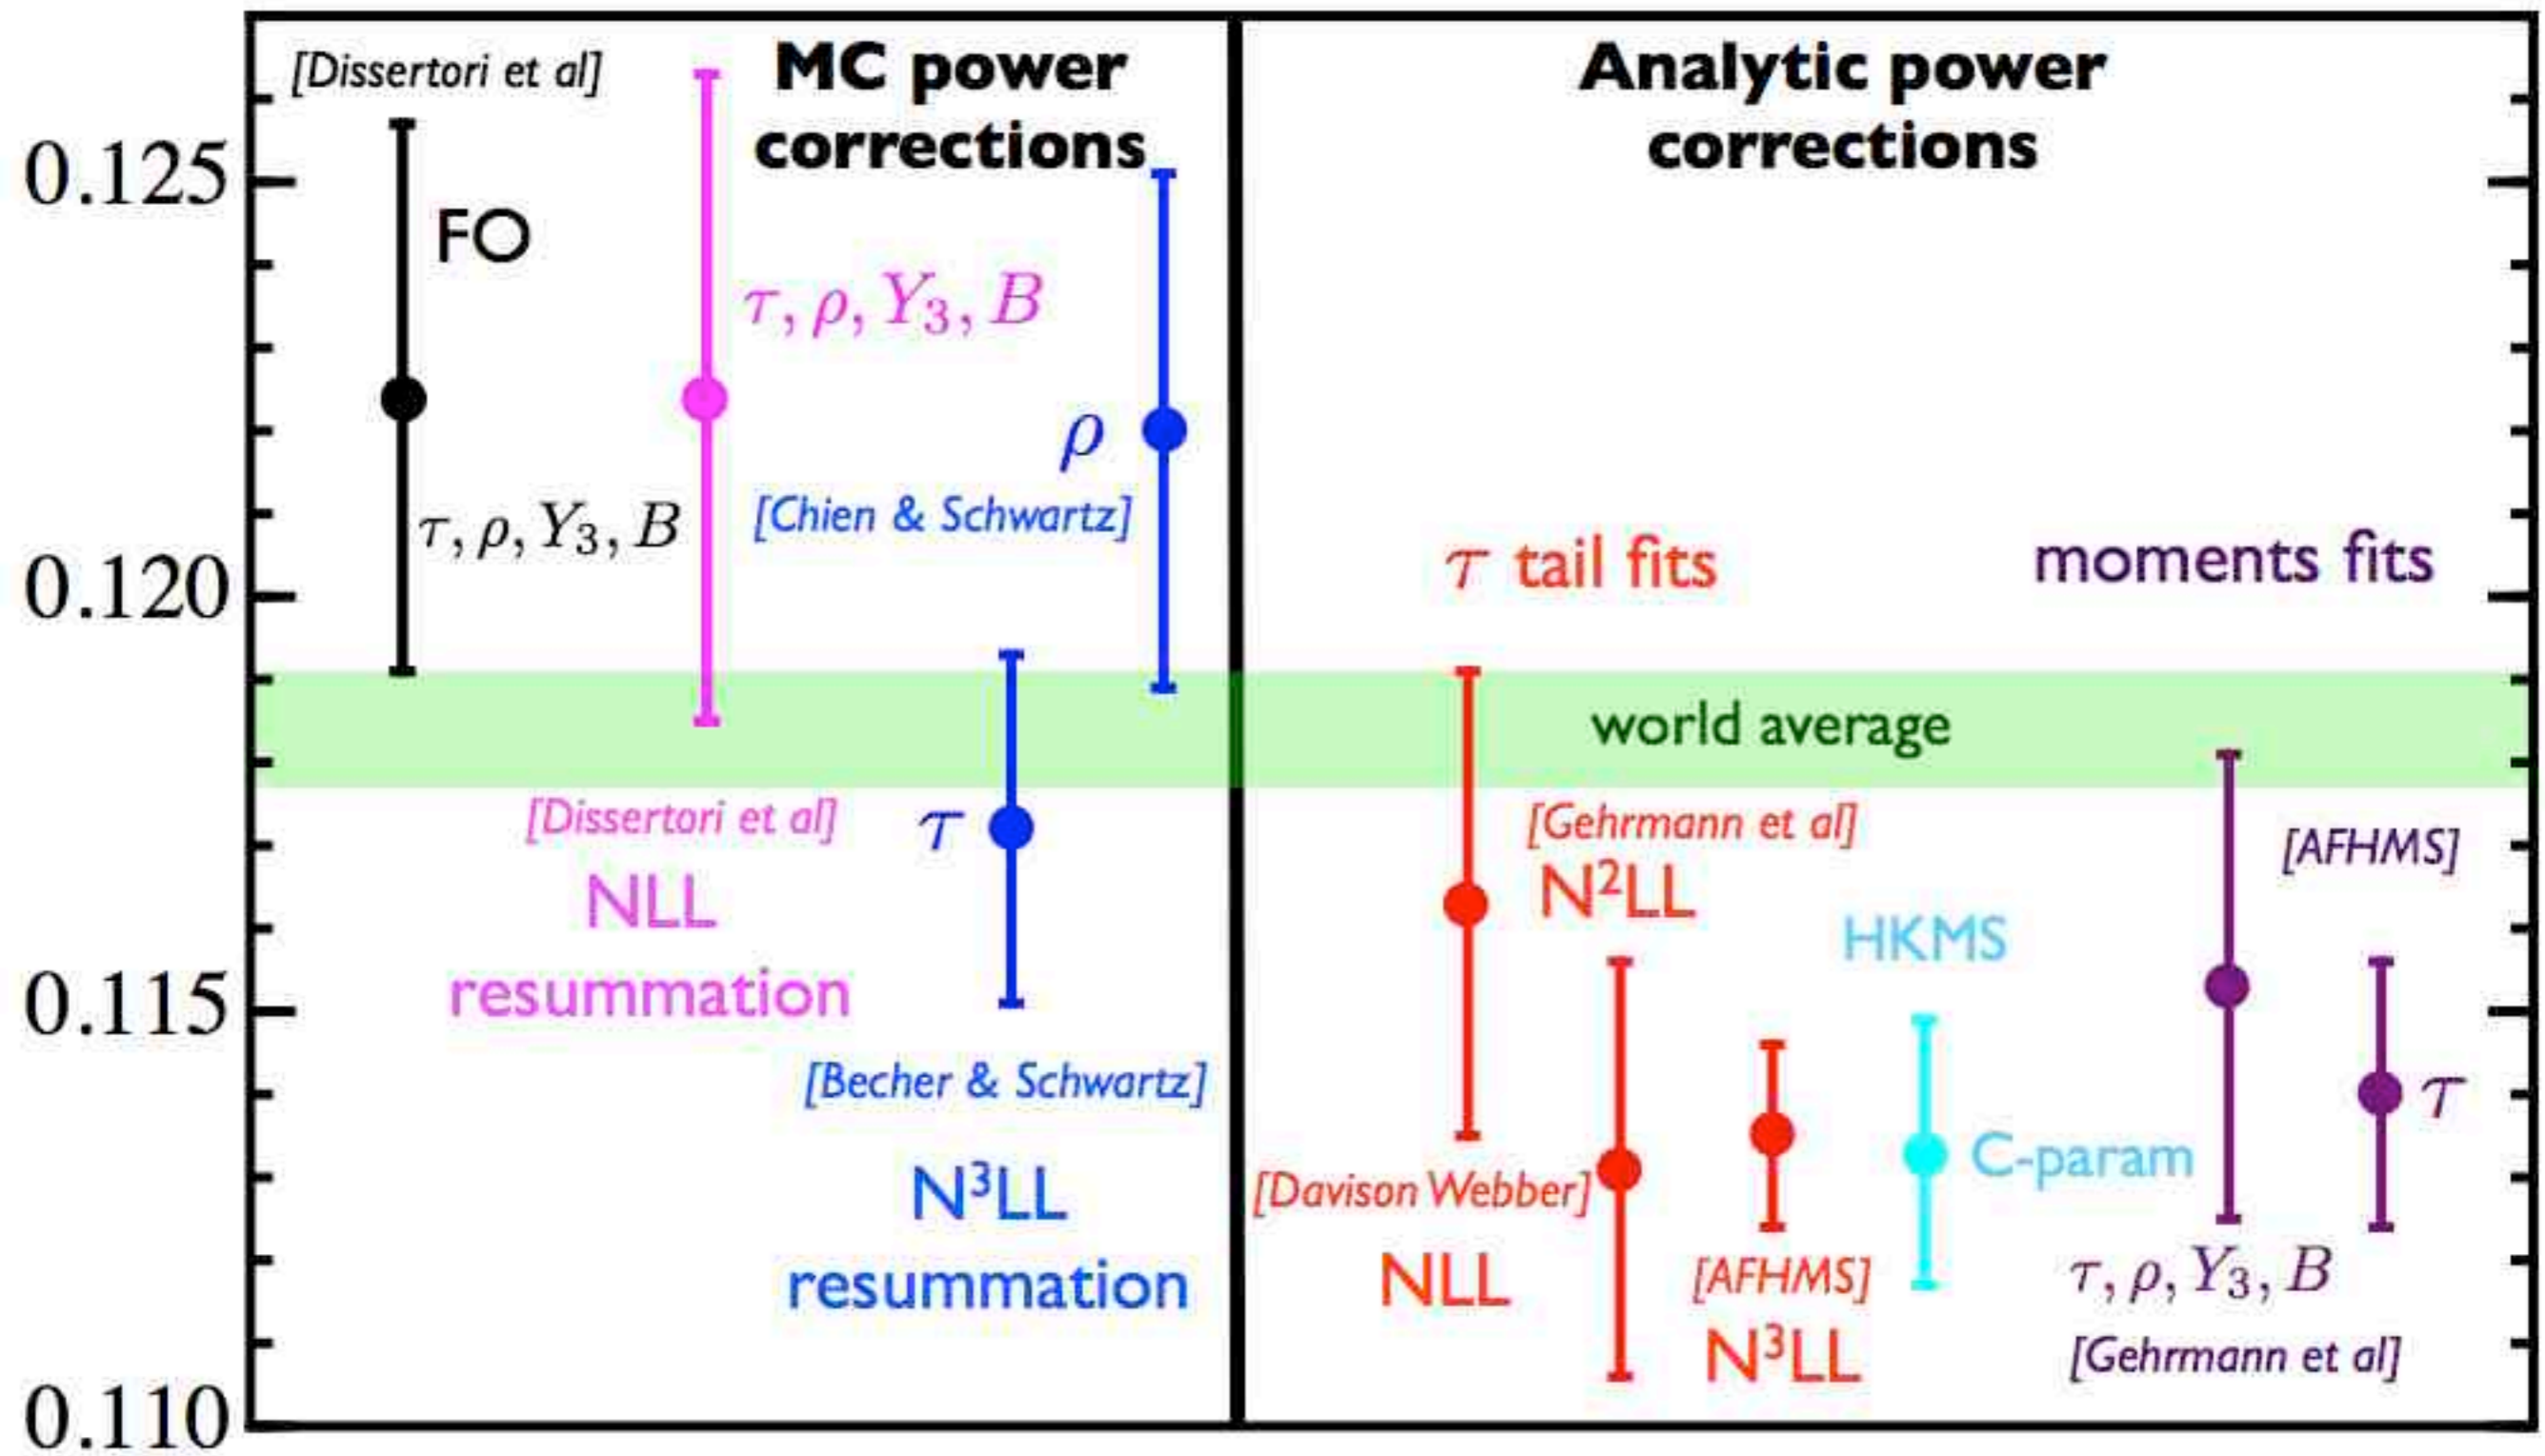 0.125
0.120
0.115
0.110
MC power
corrections
[Dissertori et al]
FO
τ, ρ, Y₃, B
τ, ρ, Y₃, B
[Dissertori et al]
NLL
resummation
ρ
[Chien & Schwartz]
τ
[Becher & Schwartz]
N³LL
resummation
Analytic power
corrections
τ tail fits
moments fits
world average
[Gehrmann et al]
N²LL
[Davison Webber]
NLL
[AFHMS]
N³LL
HKMS
C-param
[AFHMS]
τ
τ, ρ, Y₃, B
[Gehrmann et al]